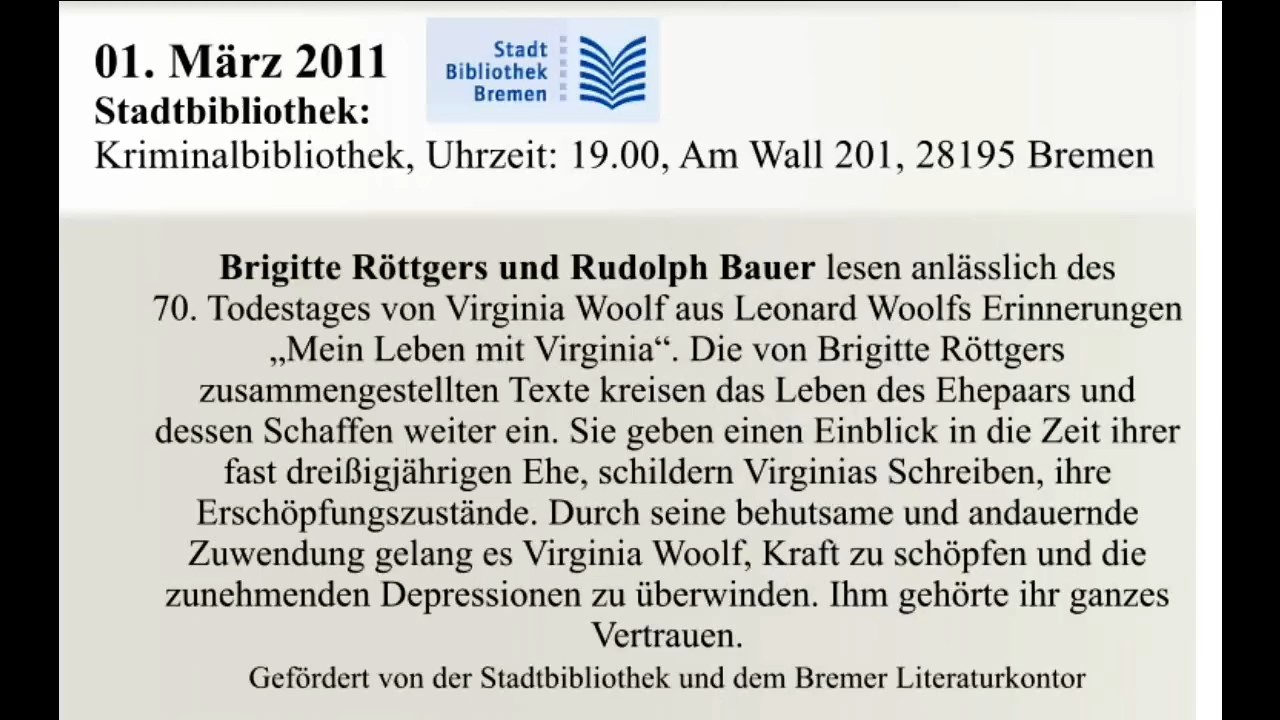 01. März 2011
Stadt
Bibliothek
Bremen
Stadtbibliothek:
Kriminalbibliothek, Uhrzeit: 19.00, Am Wall 201, 28195 Bremen
Brigitte Röttgers und Rudolph Bauer lesen anlässlich des
70. Todestages von Virginia Woolf aus Leonard Woolfs Erinnerungen
„Mein Leben mit Virginia“. Die von Brigitte Röttgers
zusammengestellten Texte kreisen das Leben des Ehepaars und
dessen Schaffen weiter ein. Sie geben einen Einblick in die Zeit ihrer
fast dreißigjährigen Ehe, schildern Virginias Schreiben, ihre
Erschöpfungszustände. Durch seine behutsame und andauernde
Zuwendung gelang es Virginia Woolf, Kraft zu schöpfen und die
zunehmenden Depressionen zu überwinden. Ihm gehörte ihr ganzes
Vertrauen.
Gefördert von der Stadtbibliothek und dem Bremer Literaturkontor